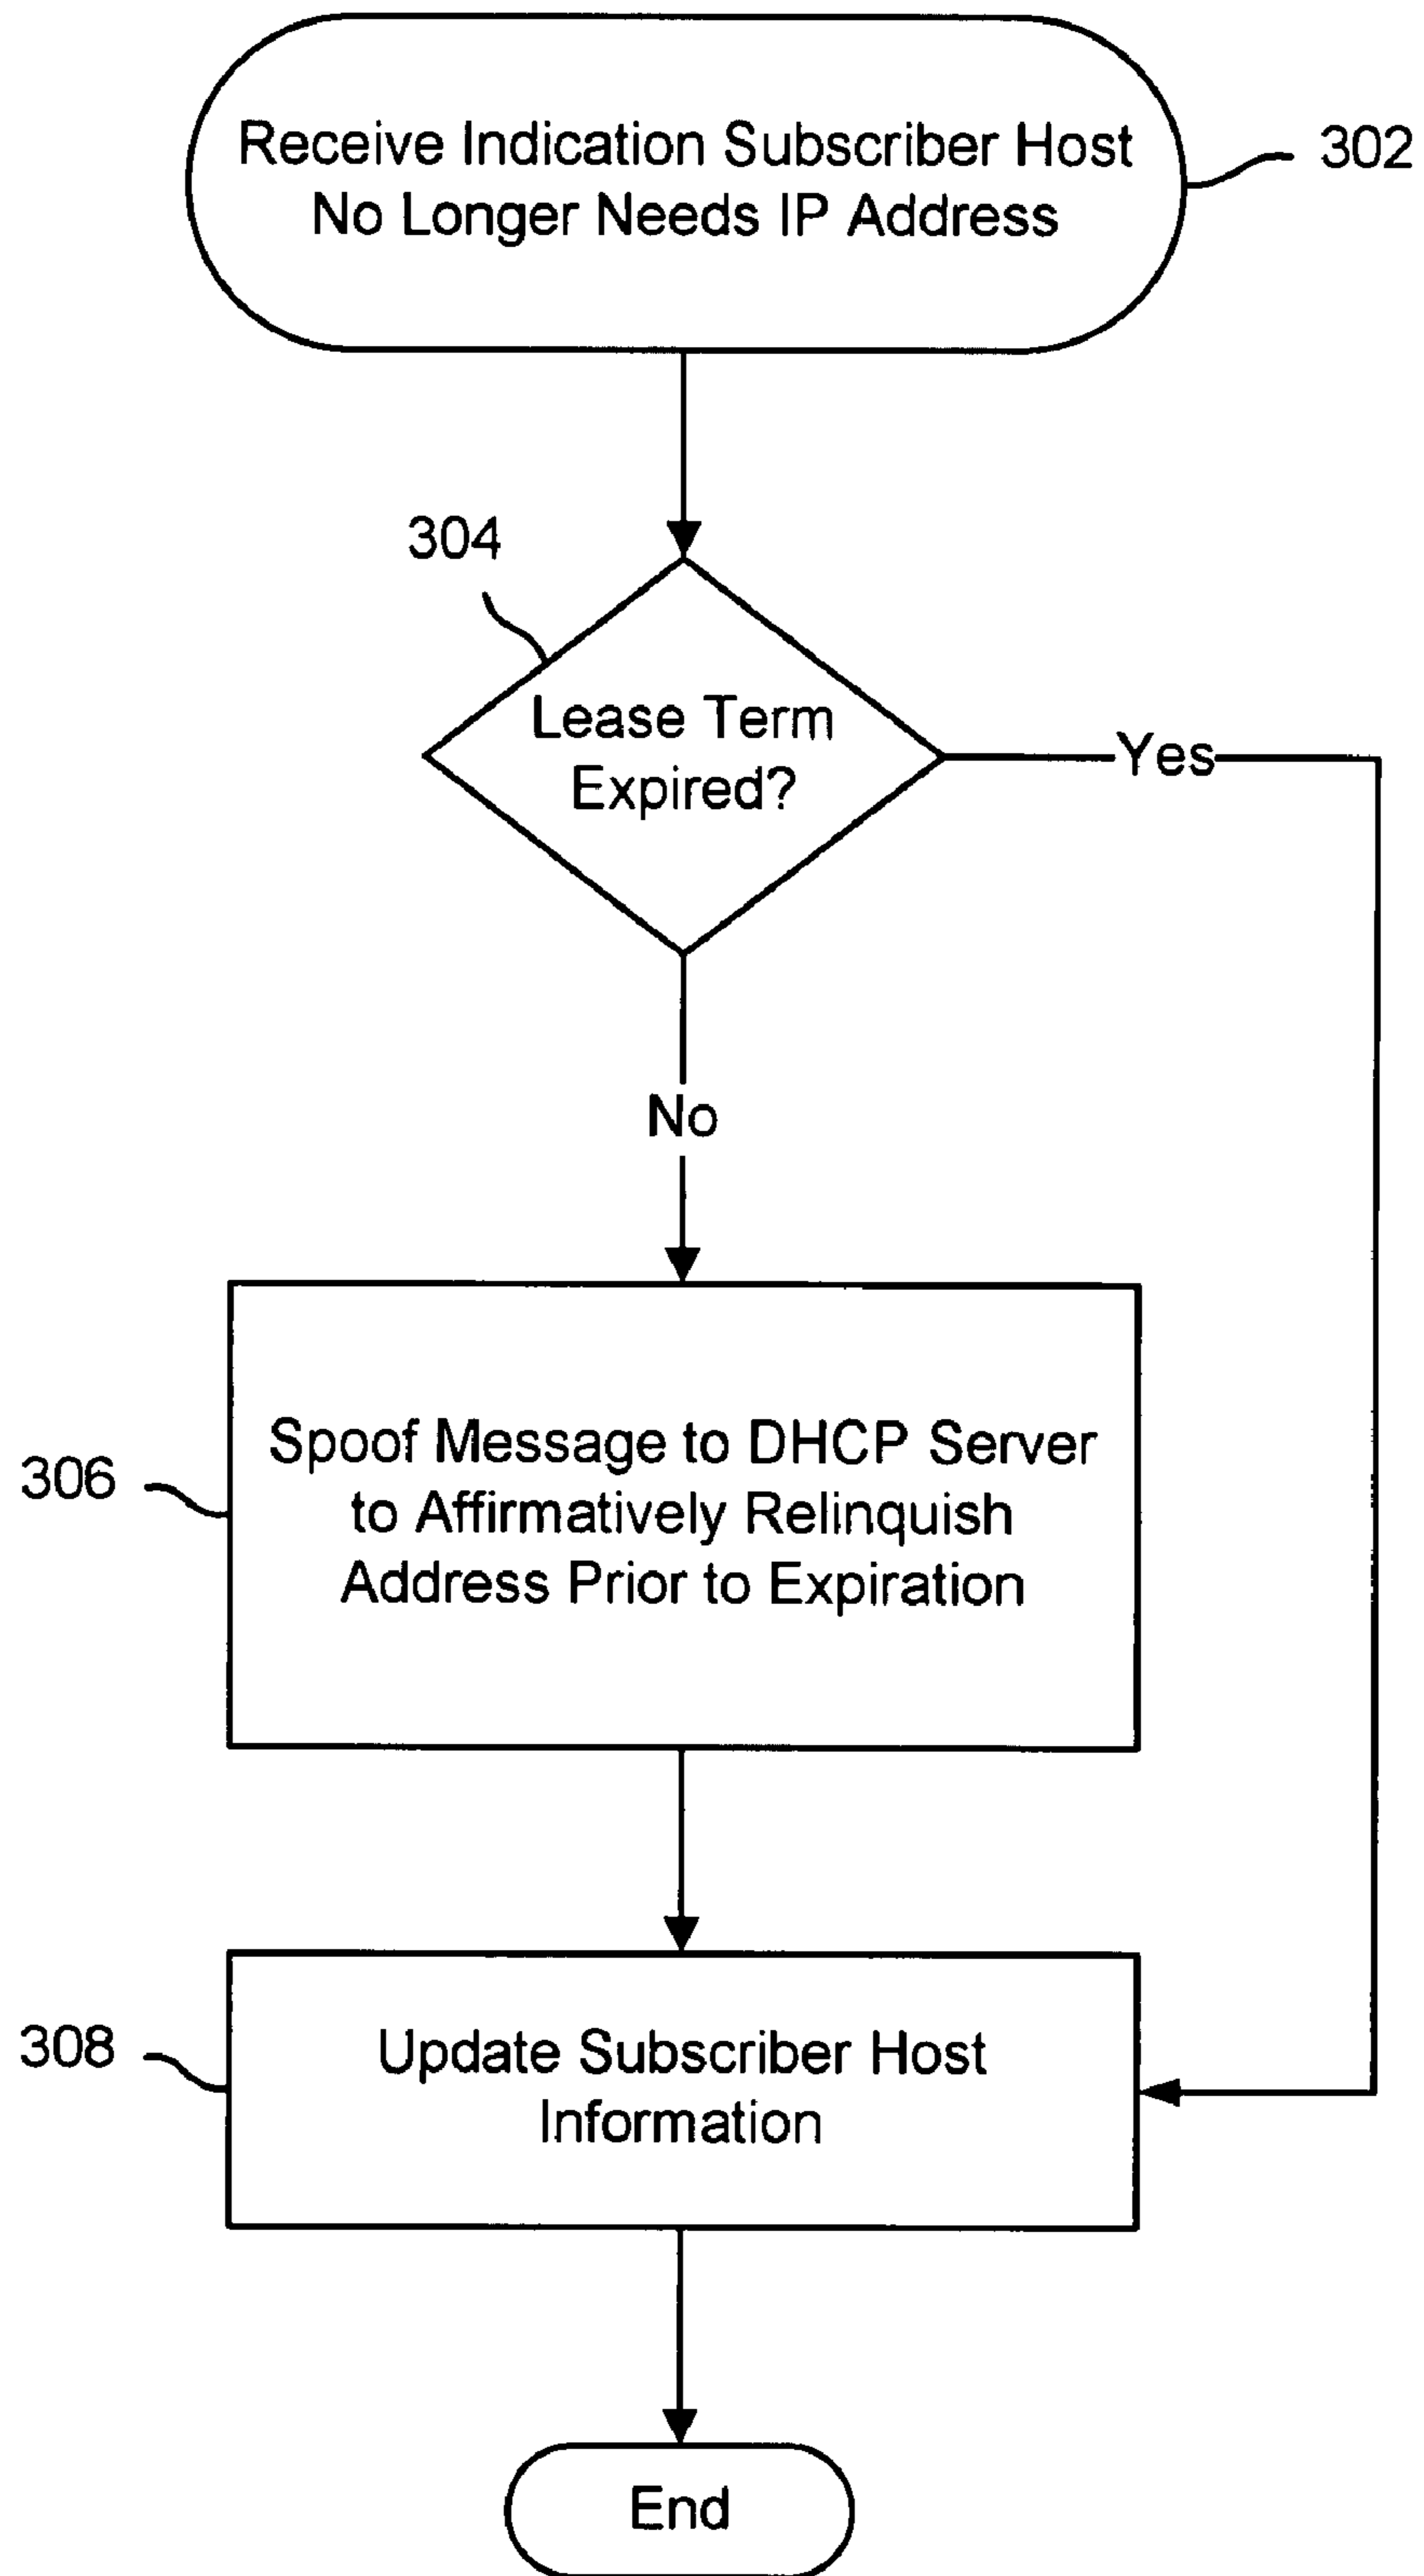 Receive Indication Subscriber Host
No Longer Needs IP Address
302
304
Lease Term
Expired?
Yes
No
306
Spoof Message to DHCP Server
to Affirmatively Relinquish
Address Prior to Expiration
308
Update Subscriber Host
Information
End